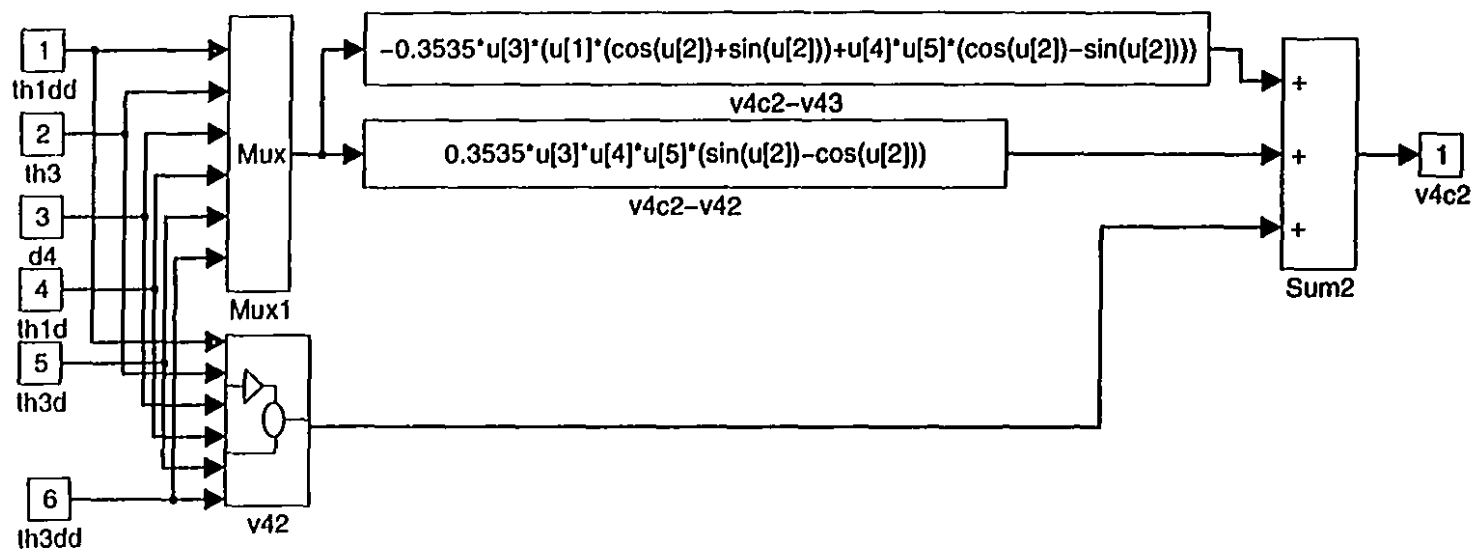 1
th1dd
2
th3
3
d4
4
th1d
5
th3d
6
th3dd
Mux
Mux1
v42
-0.3535*u[3]*(u[1]*(cos(u[2])+sin(u[2]))+u[4]*u[5]*(cos(u[2])-sin(u[2])))
v4c2-v43
0.3535*u[3]*u[4]*u[5]*(sin(u[2])-cos(u[2]))
v4c2-v42
+
+
+
Sum2
1
v4c2